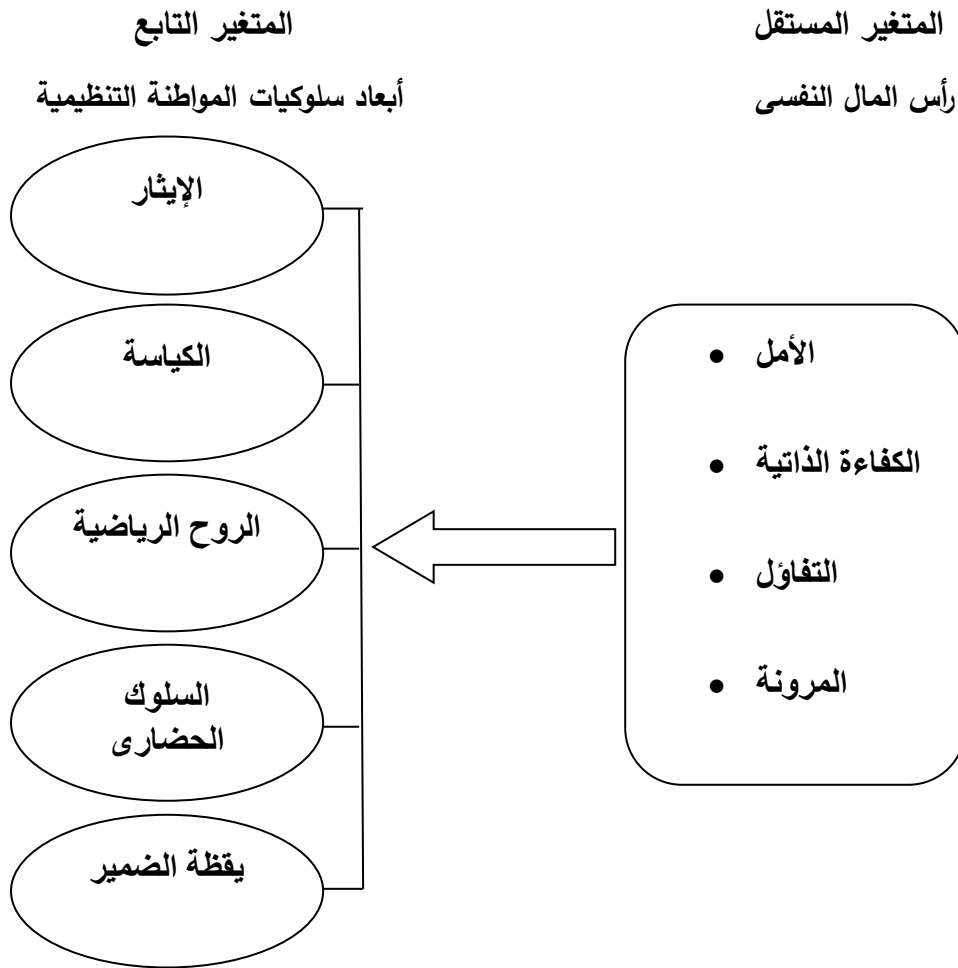 المتغير المستقل
المتغير التابع
رأس المال النفسى
أبعاد سلوكيات المواطنة التنظيمية
الأمل
الكفاءة الذاتية
التفاؤل
المرونة
الإيثار
الكياسة
الروح الرياضية
السلوك
الحضارى
يقظة الضمير